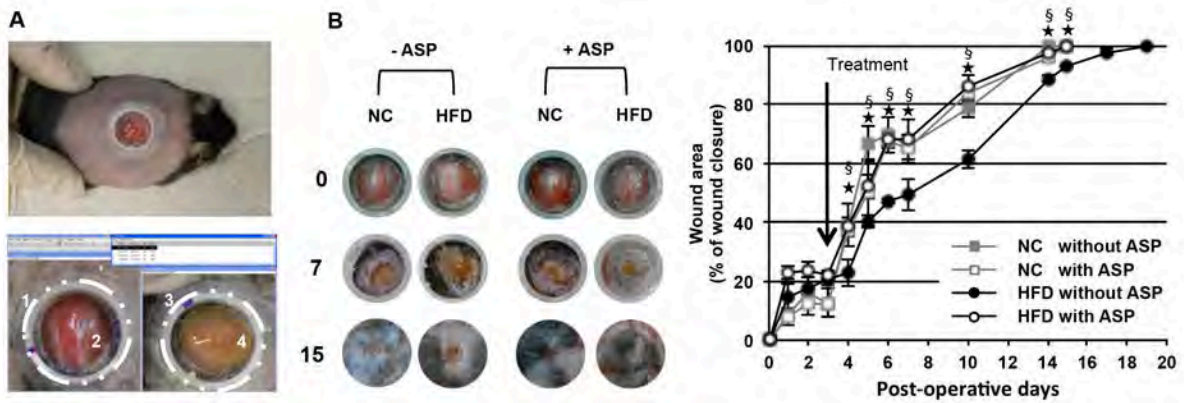 A
1
2
3
4
B
- ASP
+ ASP
NC
HFD
NC
HFD
0
7
15
Wound area
(% of wound closure)
100
80
60
40
20
0
Treatment
§ §
★ ★
§
★
§ § §
★ ★ ★
§
★
NC without ASP
NC with ASP
HFD without ASP
HFD with ASP
0 2 4 6 8 10 12 14 16 18 20
Post-operative days